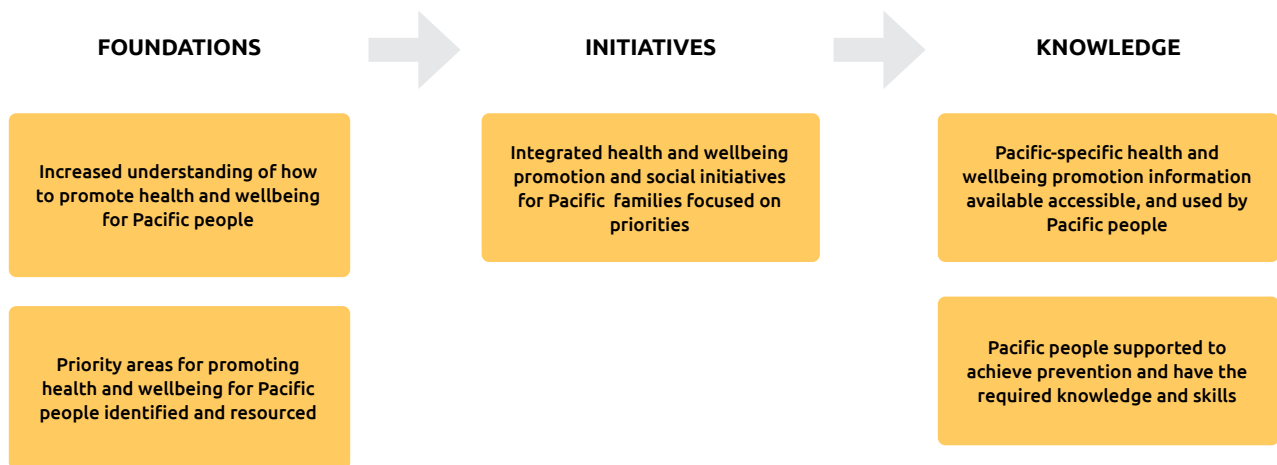 FOUNDATIONS
INITIATIVES
KNOWLEDGE
Increased understanding of how
to promote health and wellbeing
for Pacific people
Priority areas for promoting
health and wellbeing for Pacific
people identified and resourced
Integrated health and wellbeing
promotion and social initiatives
for Pacific families focused on
priorities
Pacific-specific health and
wellbeing promotion information
available accessible, and used by
Pacific people
Pacific people supported to
achieve prevention and have the
required knowledge and skills